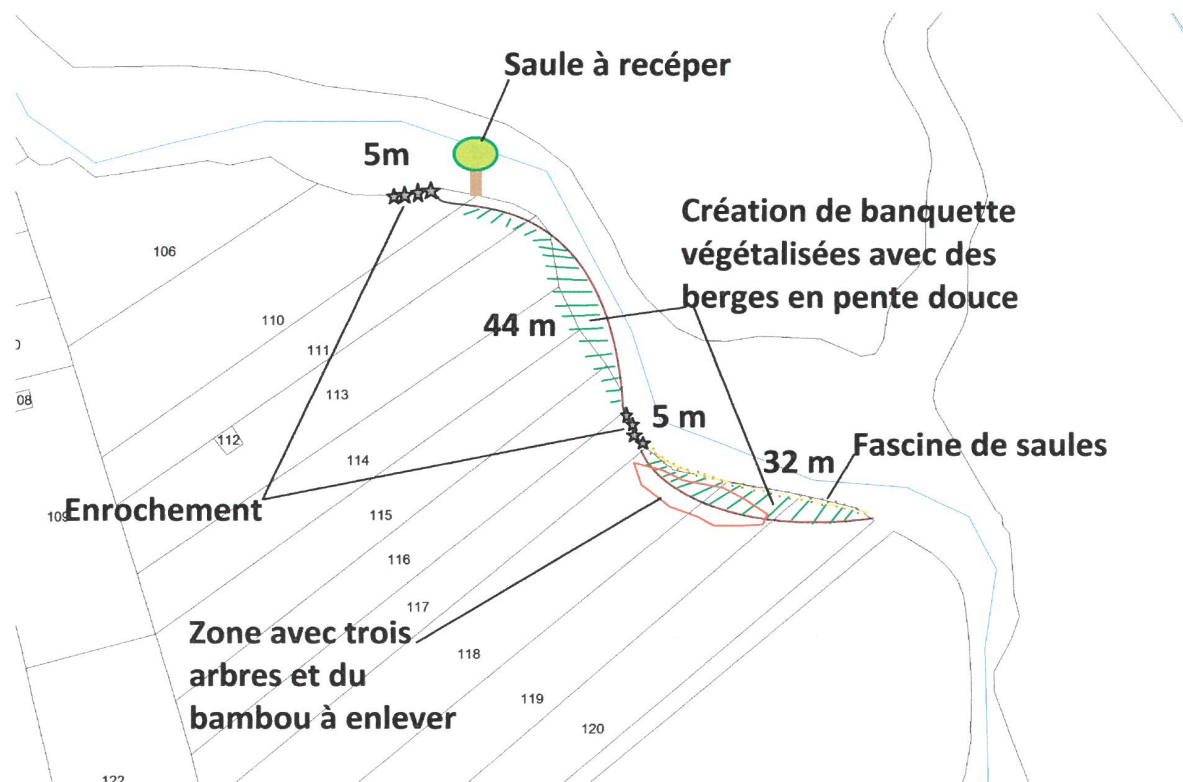 Saule à recéper
5m
Création de banquette
végétalisées avec des
berges en pente douce
106
110
44 m
111
08
113
112
5 m
114
32 m
Fascine de saules
Enrochement
109
115
116
117
Zone avec trois
arbres et du
bambou à enlever
118
119
120
122